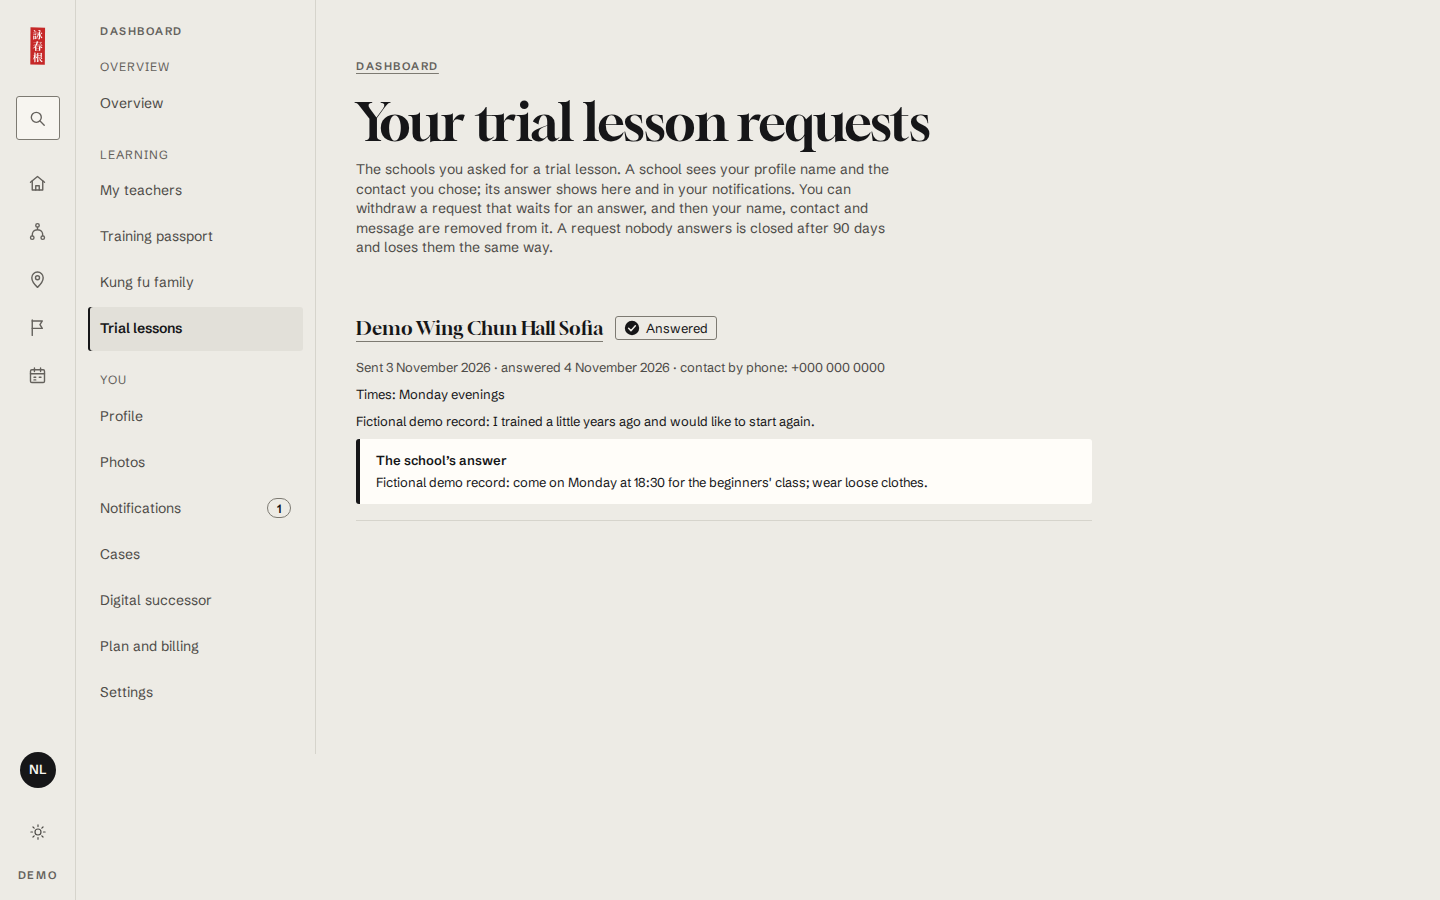 詠春根
DASHBOARD
OVERVIEW
Overview
LEARNING
My teachers
Training passport
Kung fu family
Trial lessons
YOU
Profile
Photos
Notifications 1
Cases
Digital successor
Plan and billing
Settings
NL
DEMO
DASHBOARD
Your trial lesson requests
The schools you asked for a trial lesson. A school sees your profile name and the
contact you chose; its answer shows here and in your notifications. You can
withdraw a request that waits for an answer, and then your name, contact and
message are removed from it. A request nobody answers is closed after 90 days
and loses them the same way.
Demo Wing Chun Hall Sofia Answered
Sent 3 November 2026 · answered 4 November 2026 · contact by phone: +000 000 0000
Times: Monday evenings
Fictional demo record: I trained a little years ago and would like to start again.
The school’s answer
Fictional demo record: come on Monday at 18:30 for the beginners' class; wear loose clothes.